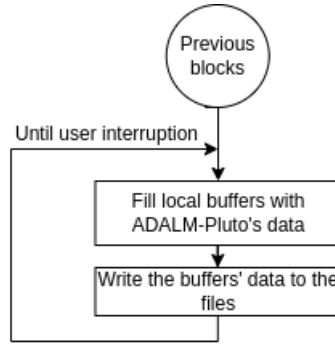 Previous
blocks
Until user interruption
Fill local buffers with
ADALM-Pluto's data
Write the buffers' data to the
files